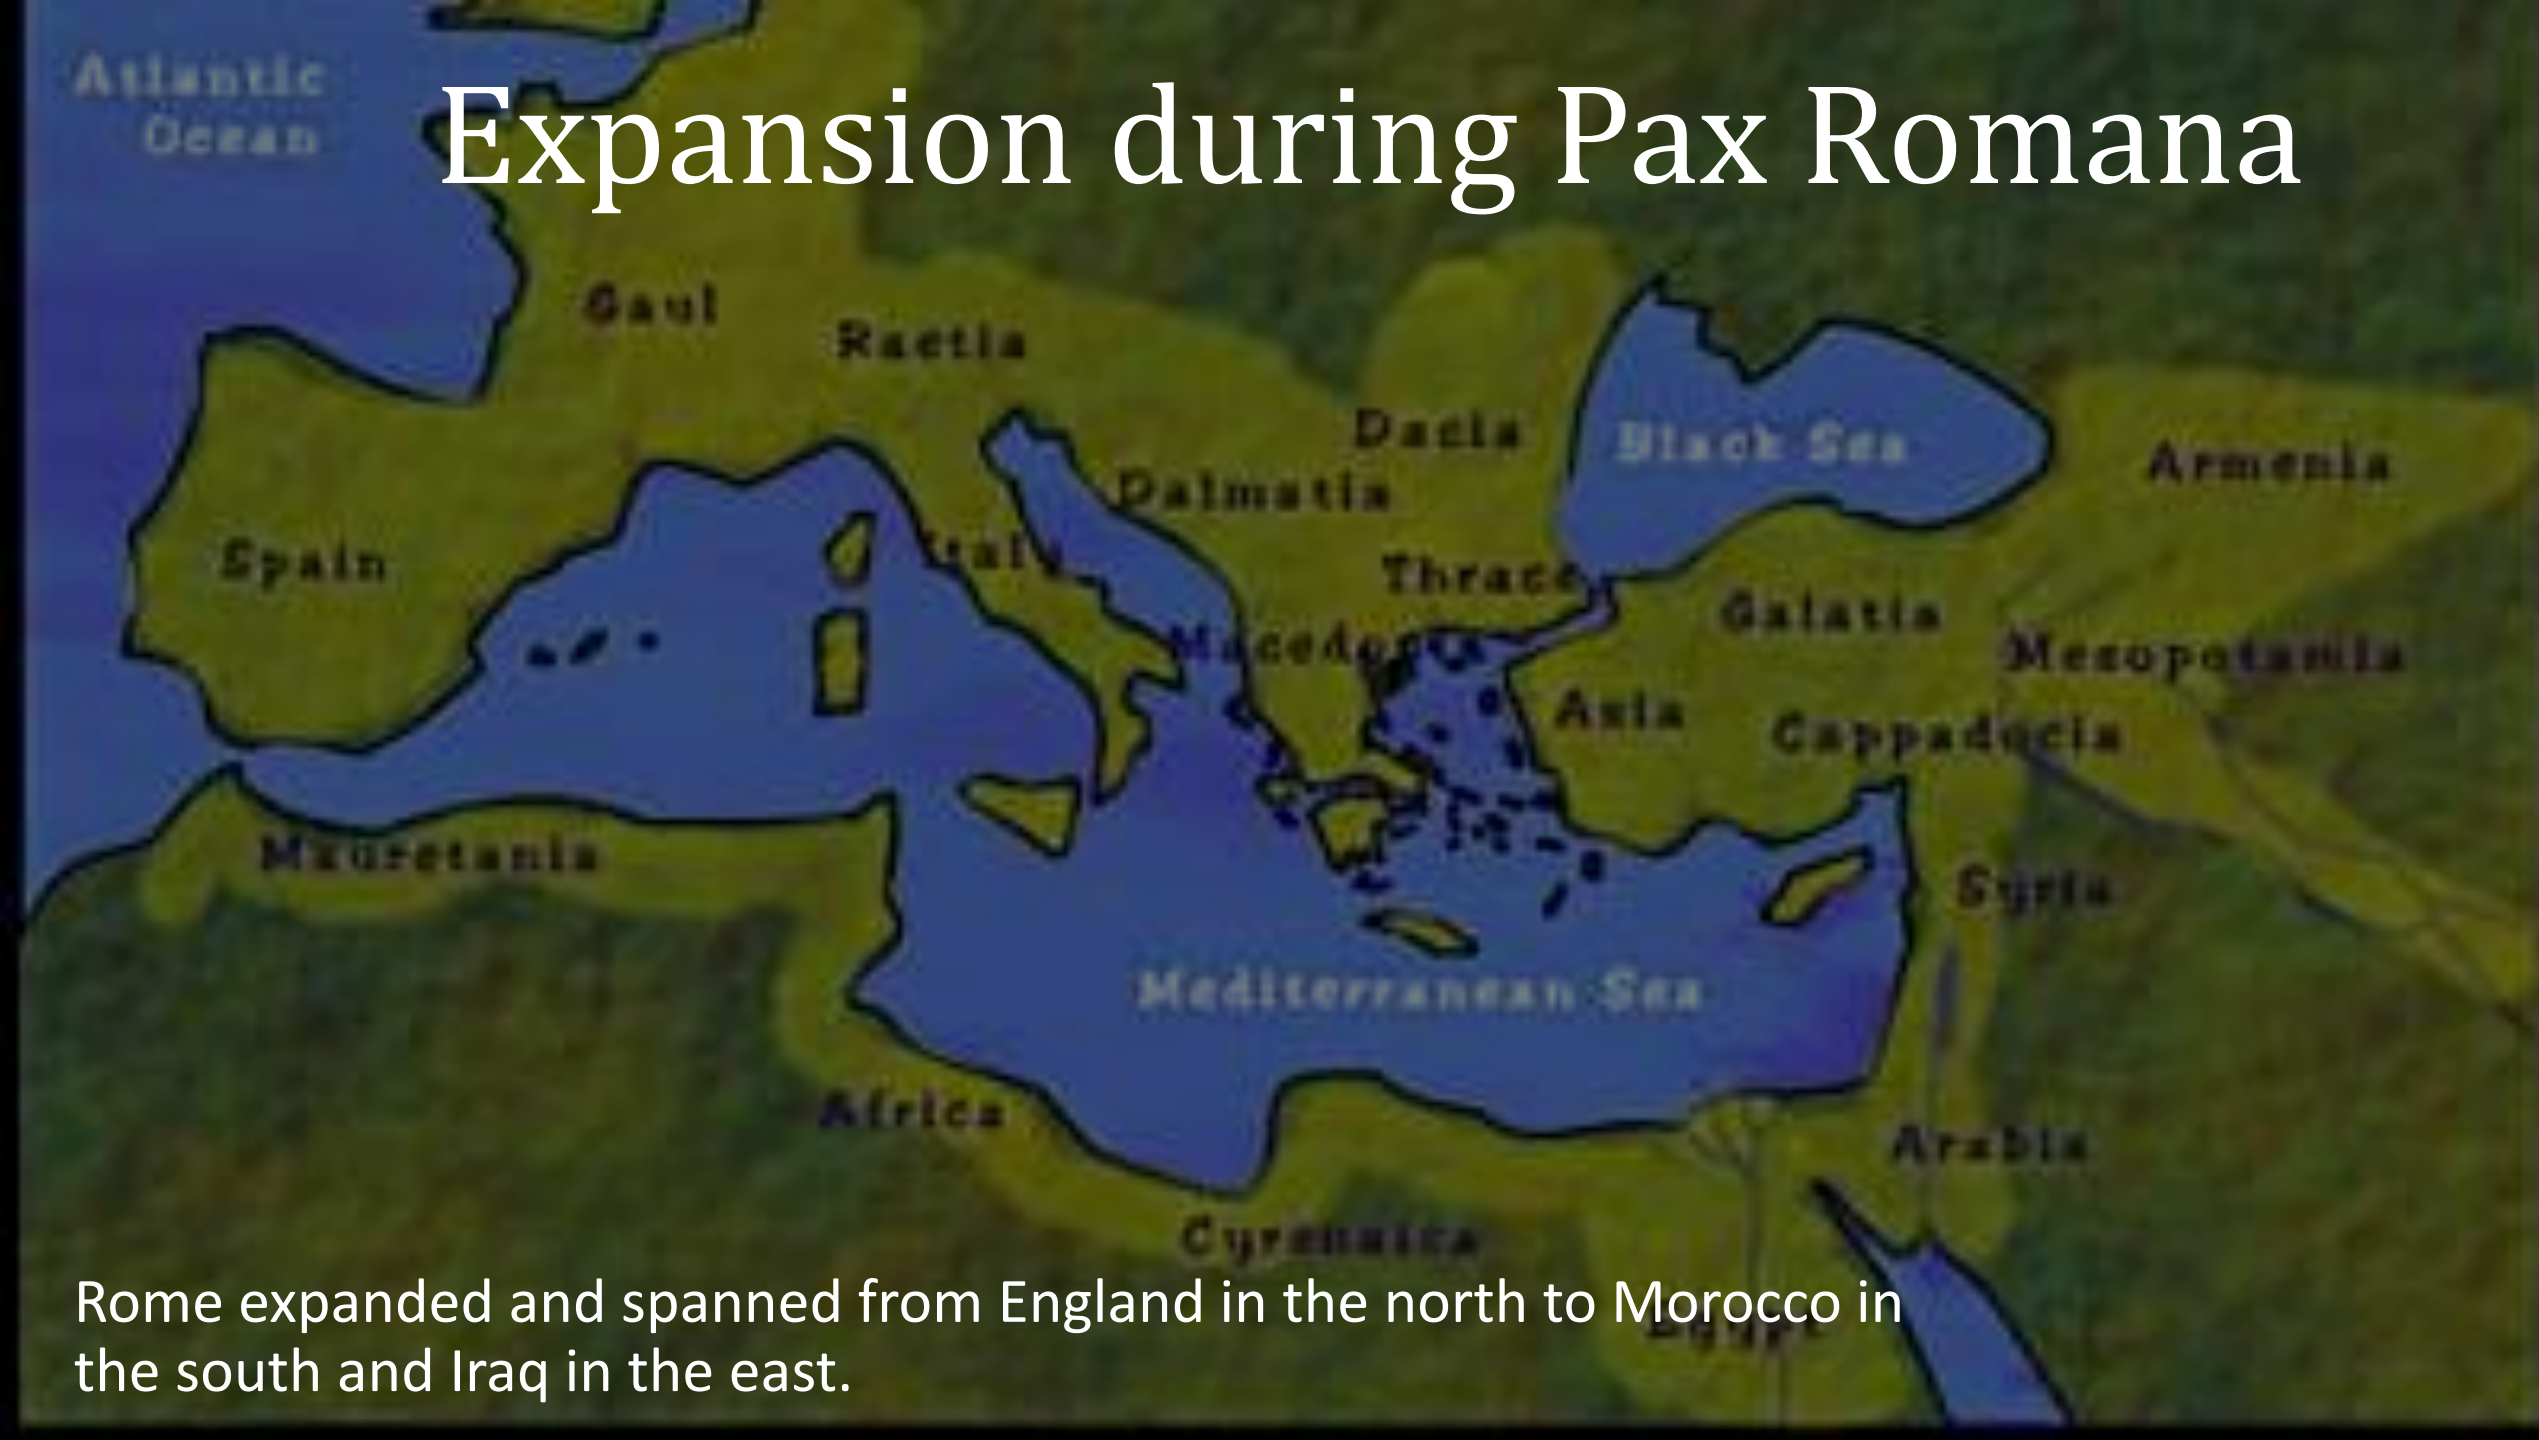 Atlantic
Ocean
Expansion during Pax Romana
Gaul
Raetia
Dacia
Black Sea
Armenia
Dalmatia
Spain
Italy
Thrace
Galatia
Mesopotamia
Asia
Cappadocia
Mauretania
Syria
Mediterranean Sea
Africa
Arabia
Cyrenaica
Egypt
Rome expanded and spanned from England in the north to Morocco in
the south and Iraq in the east.